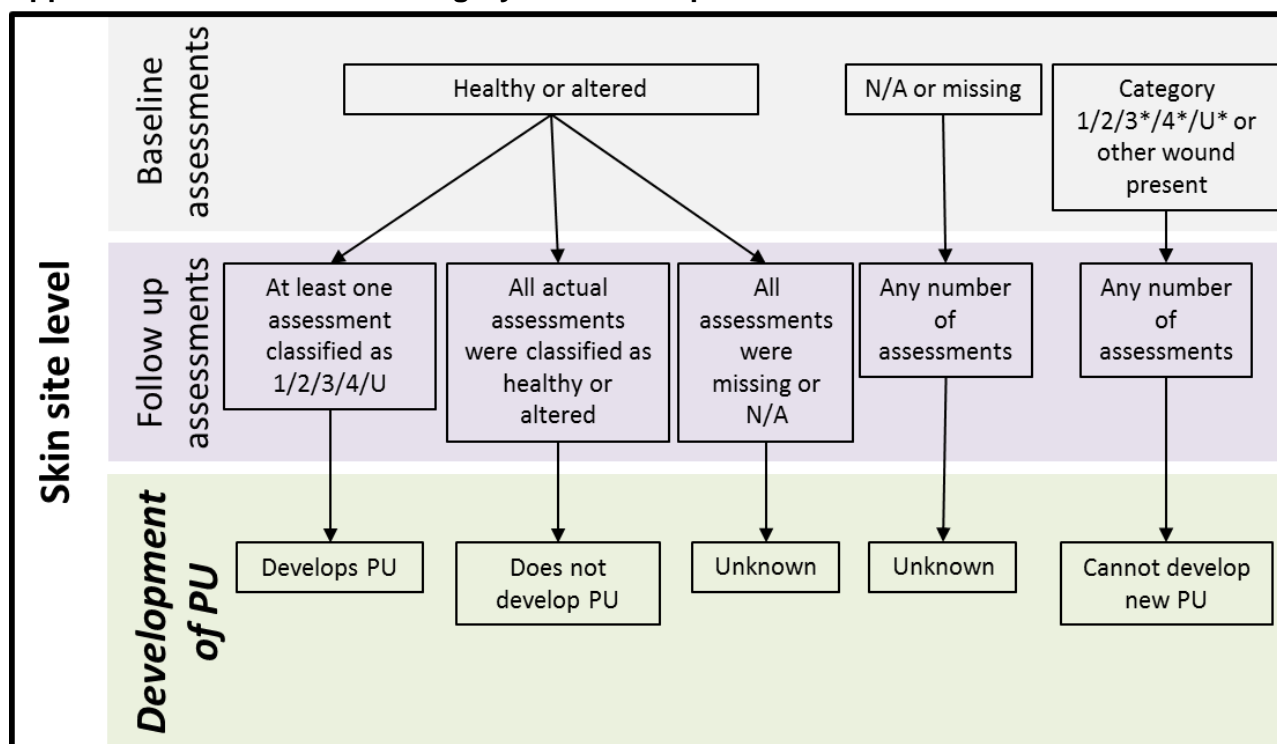 Skin site level
Baseline
assessments
Healthy or altered
N/A or missing
Category
1/2/3*/4*/U* or
other wound
present
Follow up
assessments
At least one
assessment
classified as
1/2/3/4/U
All actual
assessments
were classified as
healthy or
altered
All
assessments
were
missing or
N/A
Any number
of
assessments
Any number
of
assessments
Development
of PU
Develops PU
Does not
develop PU
Unknown
Unknown
Cannot develop
new PU